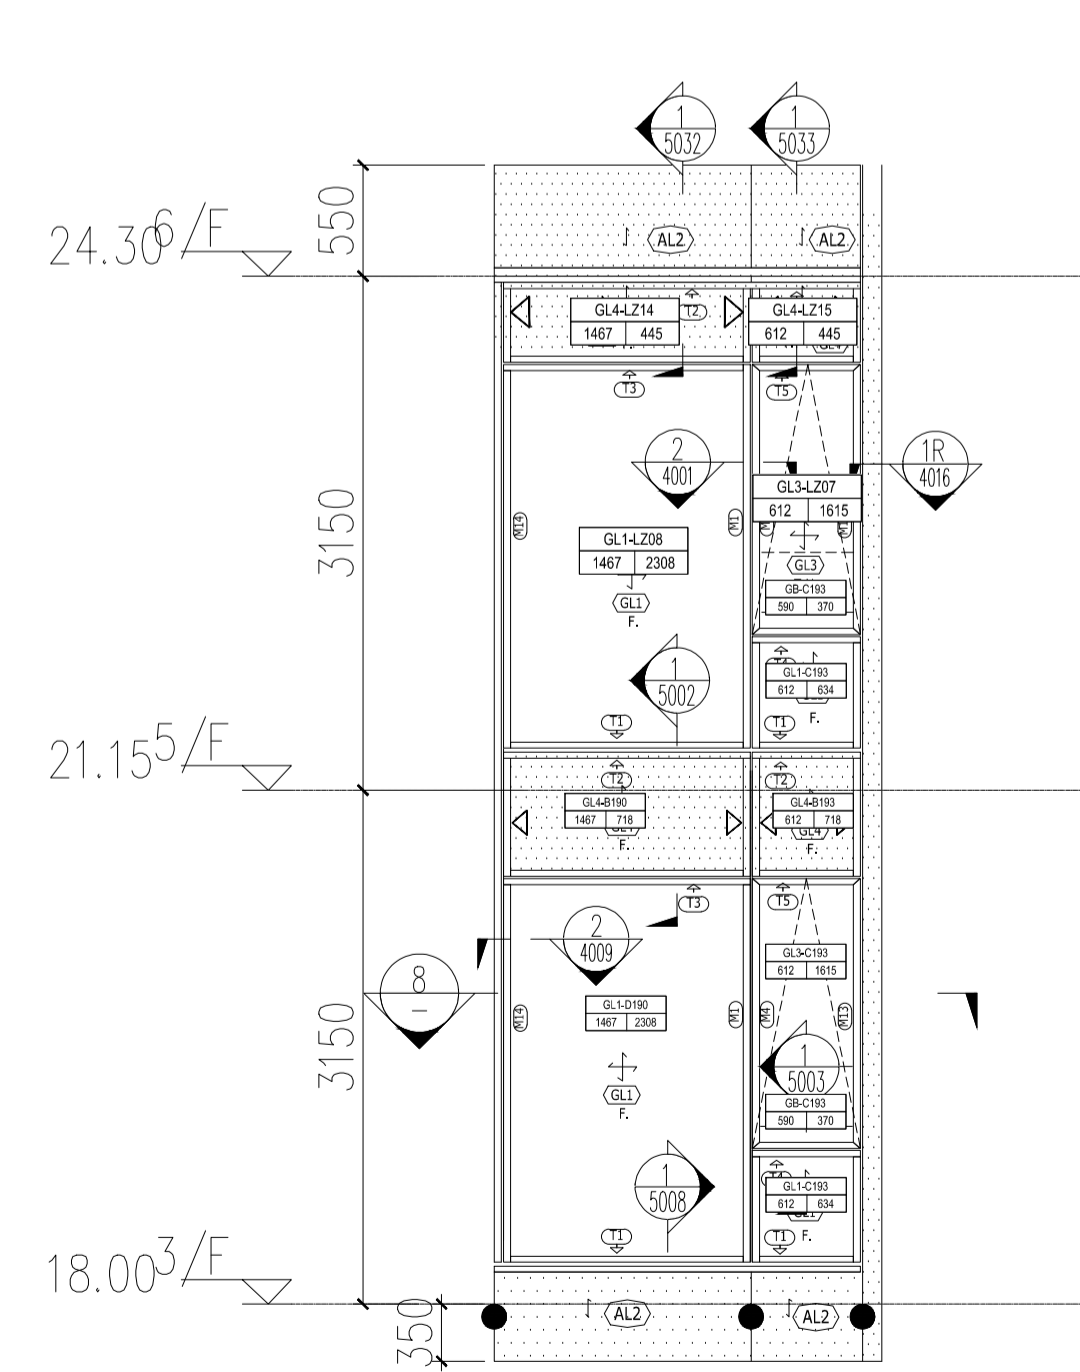 1
5032
1
5033
6/F
24.30
550
AL2
AL2
GL4-LZ14
1467 445
T2
GL4-LZ15
612 445
T3
T5
2
4001
1R
4016
3150
GL3-LZ07
612 1615
M14
M1
GL1-LZ08
1467 2308
GL3
GL1
F.
GB-C193
590 370
1
5002
GL1-C193
612 634
F.
T1
T1
5/F
21.15
T2
T2
GL4-B190
1467 718
F.
GL4-B193
612 718
GL4
F.
T3
T5
2
4009
GL3-C193
612 1615
8
–
3150
M14
GL1-D190
1467 2308
M1
M4
M13
1
5003
GL1
F.
GB-C193
590 370
1
5008
GL1-C193
612 634
T1
T1
F.
3/F
18.00
350
AL2
AL2